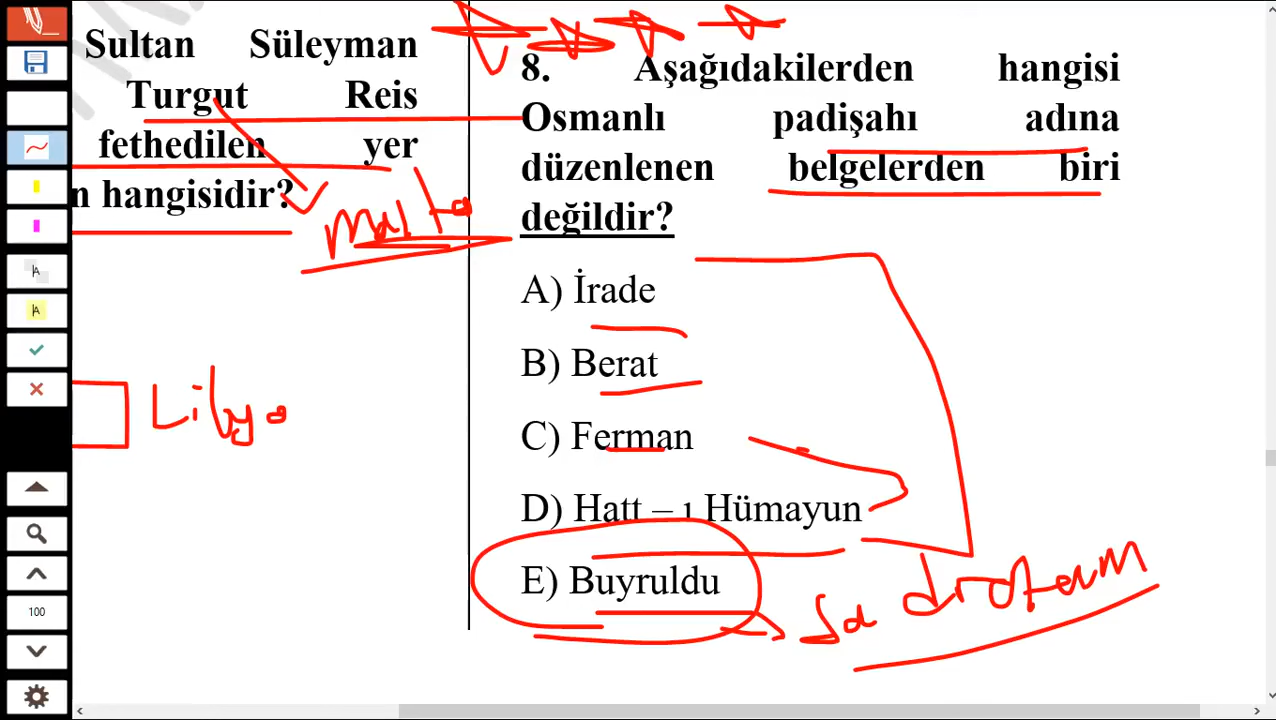 Sultan Süleyman
Turgut Reis
fethedilen yer
n hangisidir?
malta
Libya
8. Aşağıdakilerden hangisi
Osmanlı padişahı adına
düzenlenen belgelerden biri
değildir?
A) İrade
B) Berat
C) Ferman
D) Hatt – ı Hümayun
E) Buyruldu
Sadrazam
100